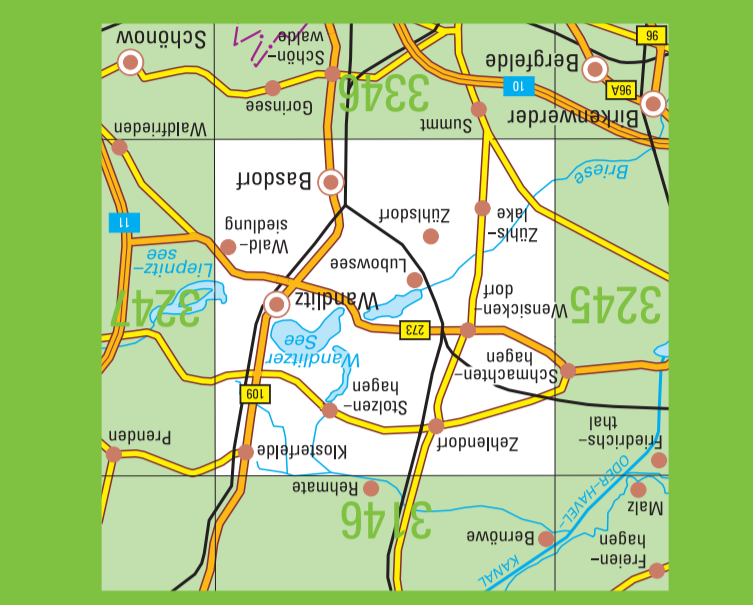 Freien-
hagen
KANAL
Bernöwe
Malz
3146
Rehmate
ODER-HAVEL-
Friedrichs-
thal
Zehlendorf
Klosterfelde
Prenden
Stolzen-
hagen
109
Schmachten-
hagen
Wandlitzer
See
273
3245
Wensicken-
dorf
Wandlitz
3247
Lubowsee
Liepnitz-
see
Zühls-
lake
Zühlsdorf
Wald-
siedlung
11
Briese
Basdorf
Birkenwerder
Summt
Waldfrieden
3346
Gorinsee
96A
10
Bergfelde
Schön-
walde
Schönow
96